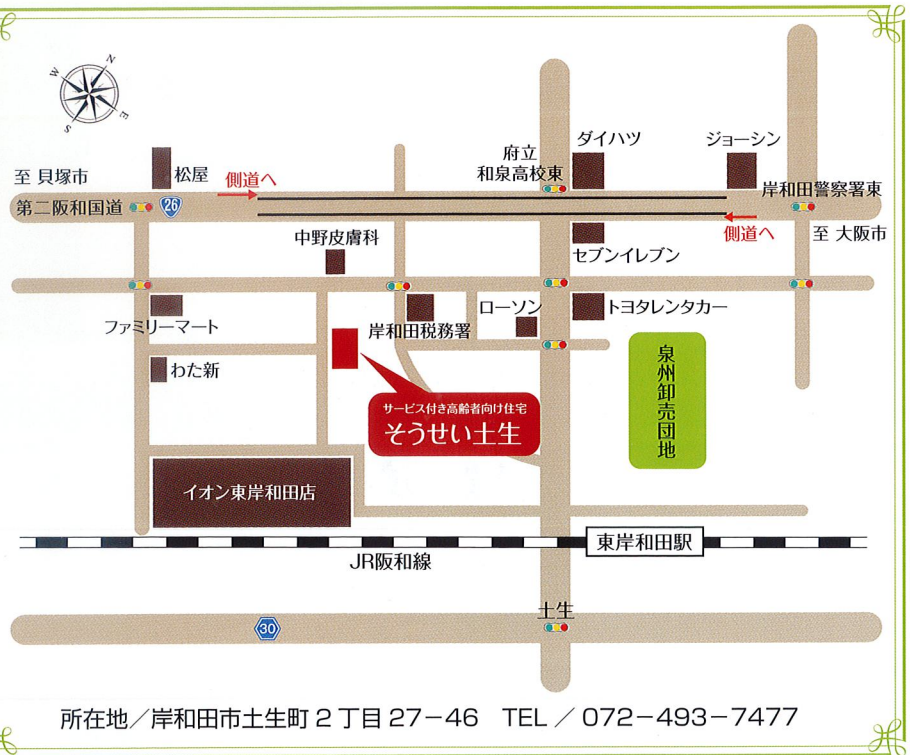 N
W
E
S
ダイハツ
ジョーシン
府立
和泉高校東
至 貝塚市
松屋
側道へ
岸和田警察署東
第二阪和国道
26
側道へ
至 大阪市
中野皮膚科
セブンイレブン
ファミリーマート
岸和田税務署
ローソン
トヨタレンタカー
わた新
泉州卸売団地
サービス付き高齢者向け住宅
そうせい土生
イオン東岸和田店
東岸和田駅
JR阪和線
土生
30
所在地/岸和田市土生町2丁目27-46 TEL/072-493-7477